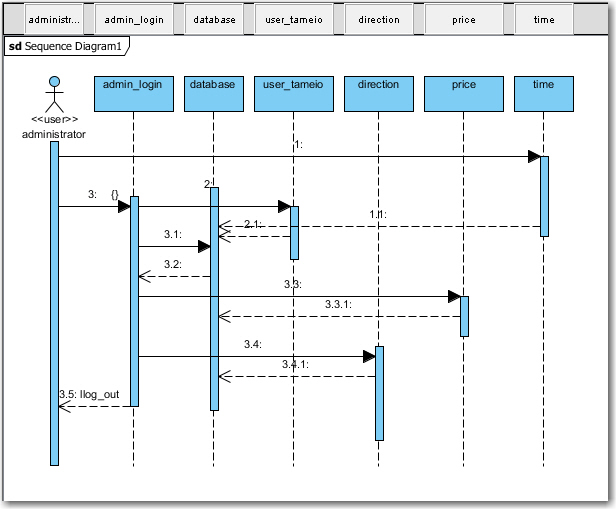 administr... admin_login database user_tameio direction price time
sd Sequence Diagram1
admin_login database user_tameio direction price time
<<user>>
administrator
1:
2:
3: {}
1.1:
2.1:
3.1:
3.2:
3.3:
3.3.1:
3.4:
3.4.1:
3.5: llog_out